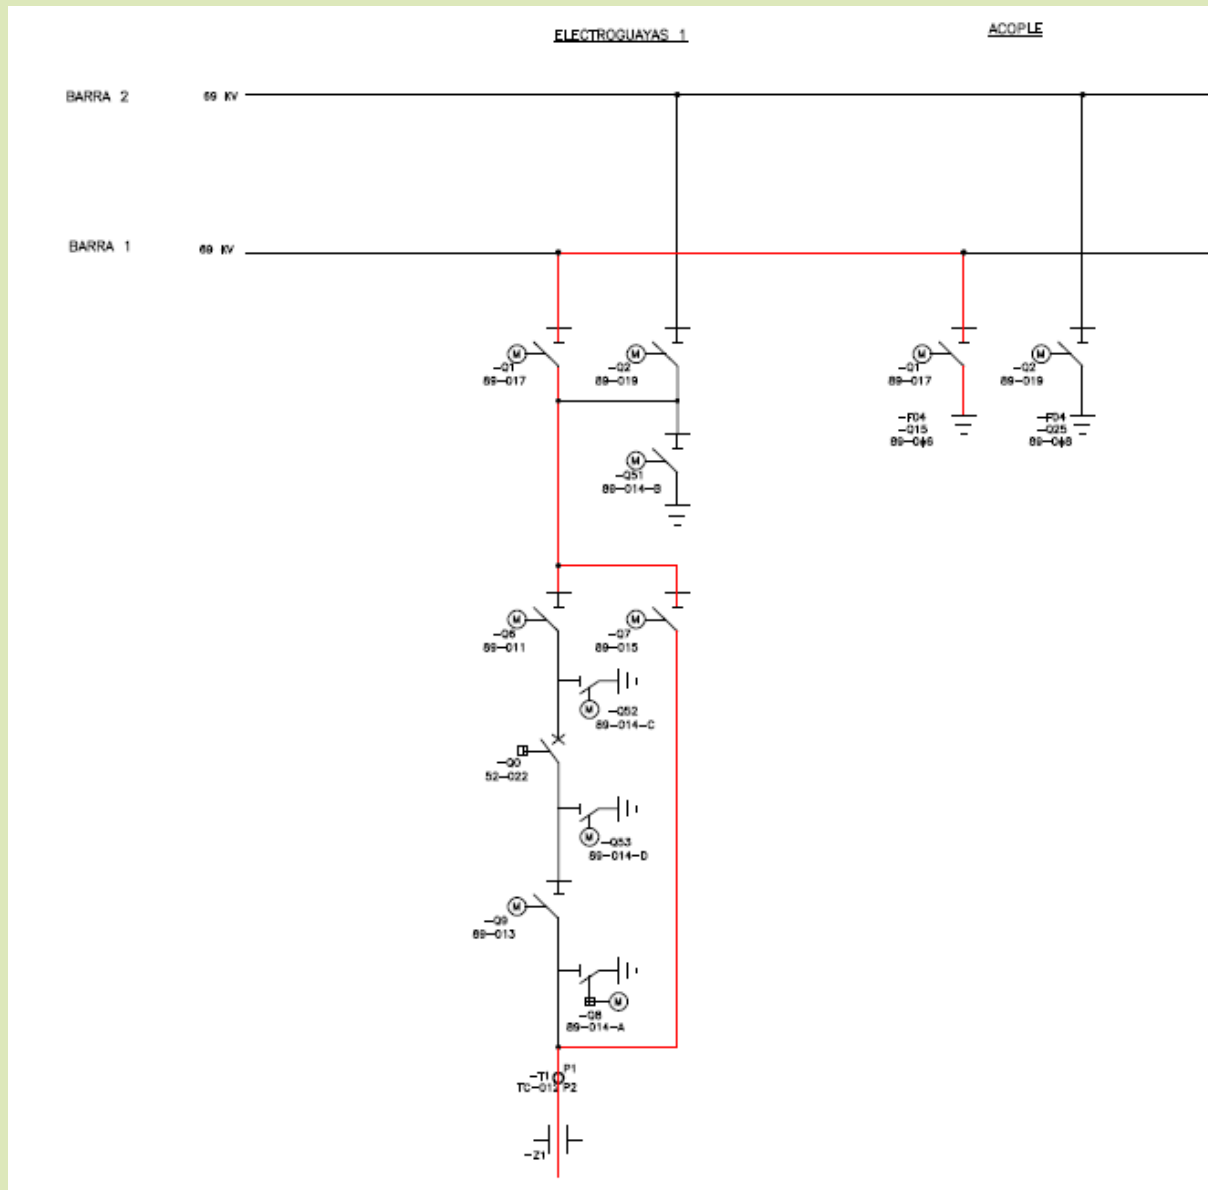 ELECTROGUAYAS 1
ACOPLE
BARRA 2 69 KV
BARRA 1 69 KV
M
-Q1
89-017
M
-Q2
89-019
M
-Q1
89-017
M
-Q2
89-019
-F04
-Q15
-F04
-Q25
M
-Q51
89-014-B
M
-Q6
89-011
M
-Q7
89-015
M
-Q52
89-014-C
-Q0
52-022
M
-Q53
89-014-D
M
-Q9
89-013
M
-Q8
89-014-A
-T1 P1
TC-012 P2
-Z1